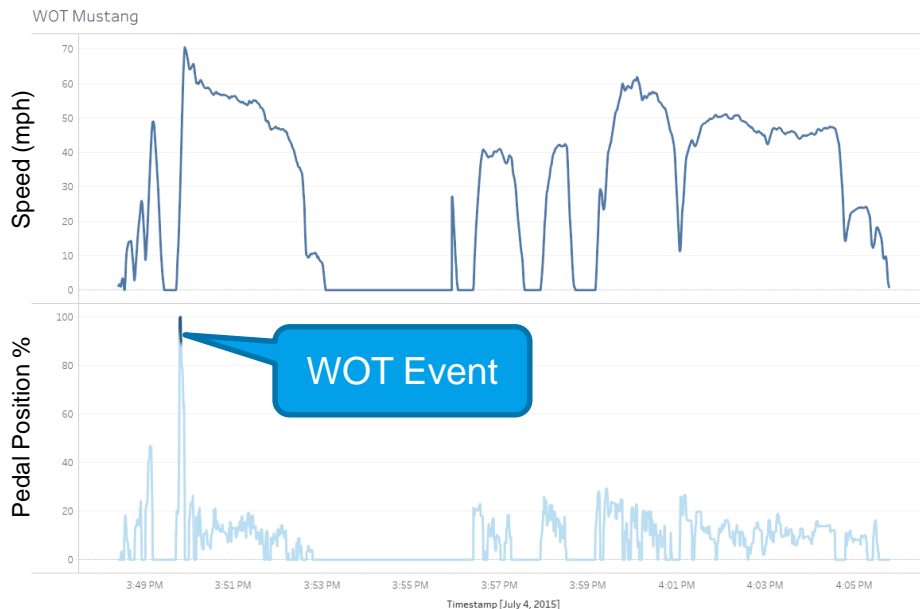 WOT Mustang
Speed (mph)
70
60
50
40
30
20
10
0
Pedal Position %
100
80
60
40
20
0
WOT Event
3:49 PM 3:51 PM 3:53 PM 3:55 PM 3:57 PM 3:59 PM 4:01 PM 4:03 PM 4:05 PM
Timestamp [July 4, 2015]